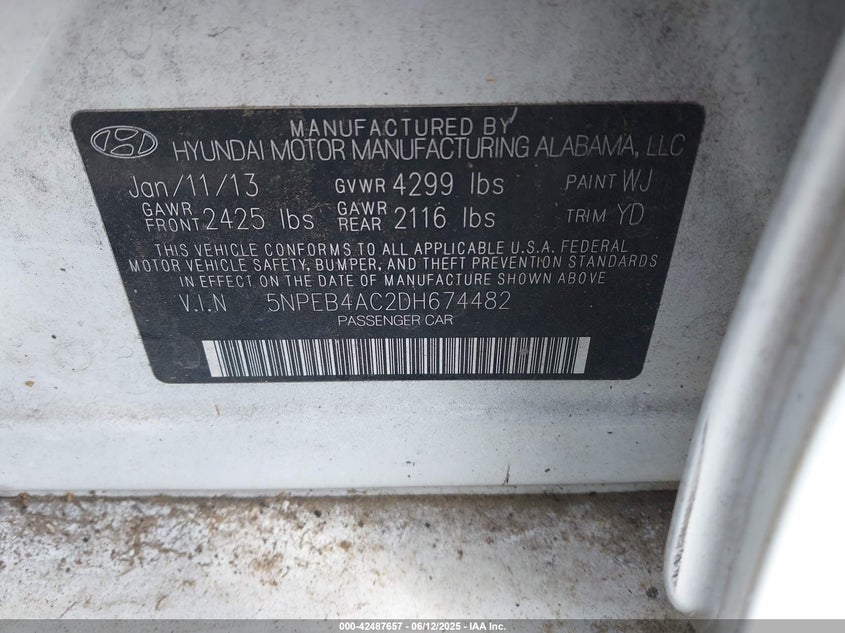 MANUFACTURED BY
HYUNDAI MOTOR MANUFACTURING ALABAMA, LLC
Jan/11/13 GVWR 4299 lbs PAINT WJ
GAWR FRONT 2425 lbs GAWR REAR 2116 lbs TRIM YD
THIS VEHICLE CONFORMS TO ALL APPLICABLE U.S.A. FEDERAL
MOTOR VEHICLE SAFETY, BUMPER, AND THEFT PREVENTION STANDARDS
IN EFFECT ON THE DATE OF MANUFACTURE SHOWN ABOVE
V.I.N 5NPEB4AC2DH674482
PASSENGER CAR
000-42487657 - 06/12/2025 - IAA Inc.